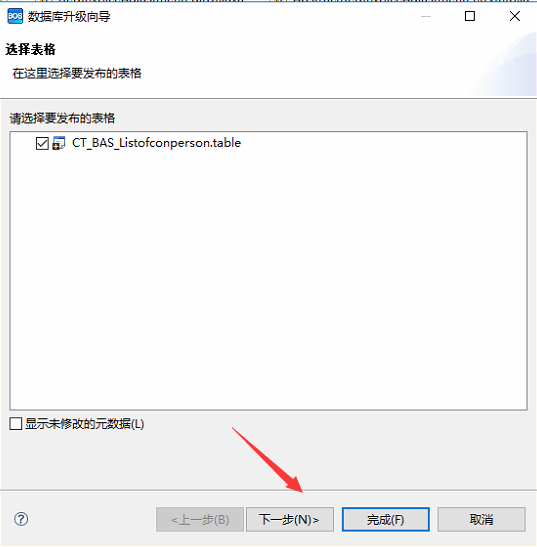 BOS 数据库升级向导
选择表格
在这里选择要发布的表格
请选择要发布的表格
CT_BAS_Listofconperson.table
显示未修改的元数据(L)
<上一步(B) 下一步(N)> 完成(F) 取消